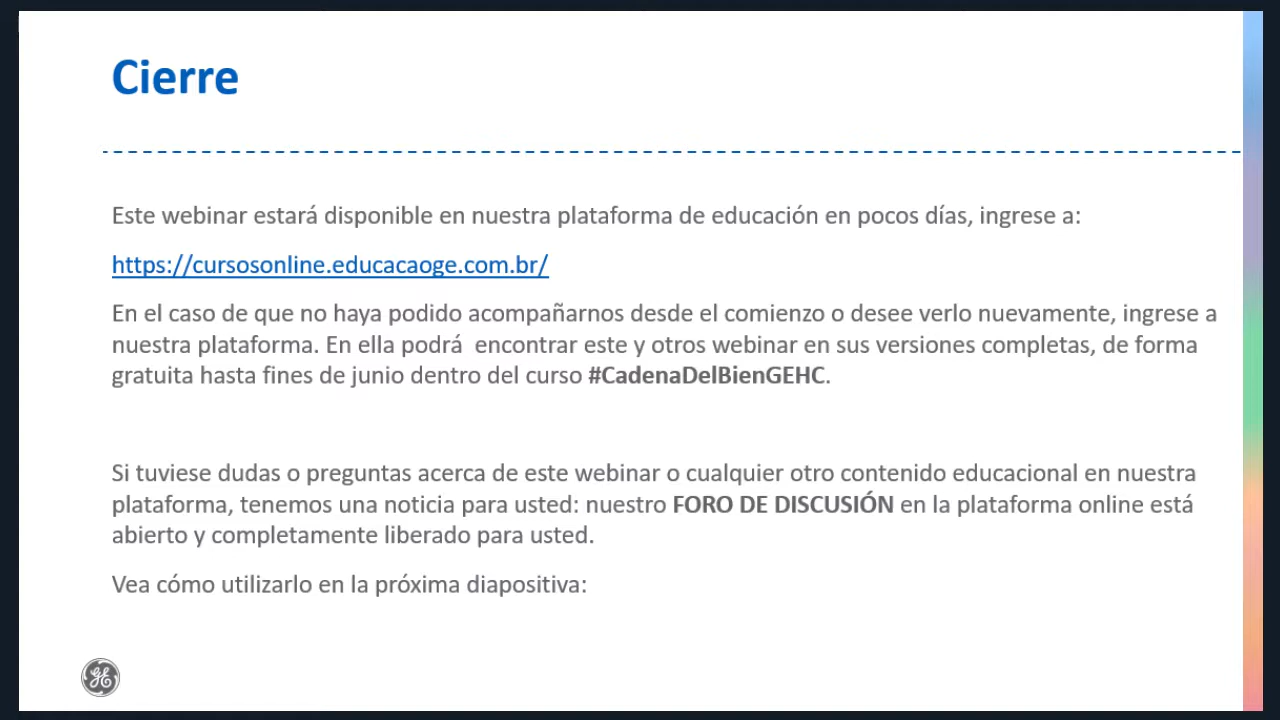 Cierre
Este webinar estará disponible en nuestra plataforma de educación en pocos días, ingrese a:
https://cursosonline.educacaoge.com.br/
En el caso de que no haya podido acompañarnos desde el comienzo o desee verlo nuevamente, ingrese a
nuestra plataforma. En ella podrá  encontrar este y otros webinar en sus versiones completas, de forma
gratuita hasta fines de junio dentro del curso #CadenaDelBienGEHC.
Si tuviese dudas o preguntas acerca de este webinar o cualquier otro contenido educacional en nuestra
plataforma, tenemos una noticia para usted: nuestro FORO DE DISCUSIÓN en la plataforma online está
abierto y completamente liberado para usted.
Vea cómo utilizarlo en la próxima diapositiva:
GE